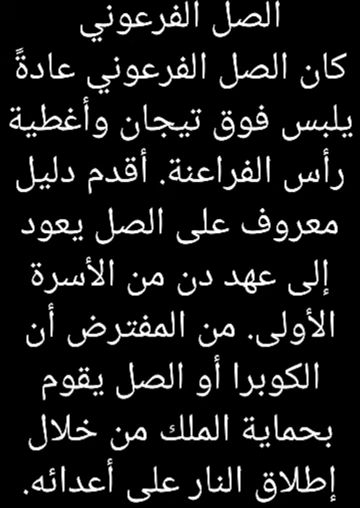 الصل الفرعوني
كان الصل الفرعوني عادةً
يلبس فوق تيجان وأغطية
رأس الفراعنة. أقدم دليل
معروف على الصل يعود
إلى عهد دن من الأسرة
الأولى. من المفترض أن
الكوبرا أو الصل يقوم
بحماية الملك من خلال
إطلاق النار على أعدائه.